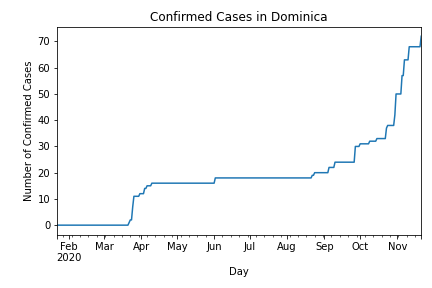 Confirmed Cases in Dominica
Number of Confirmed Cases
70
60
50
40
30
20
10
0
Feb Mar Apr May Jun Jul Aug Sep Oct Nov
2020
Day